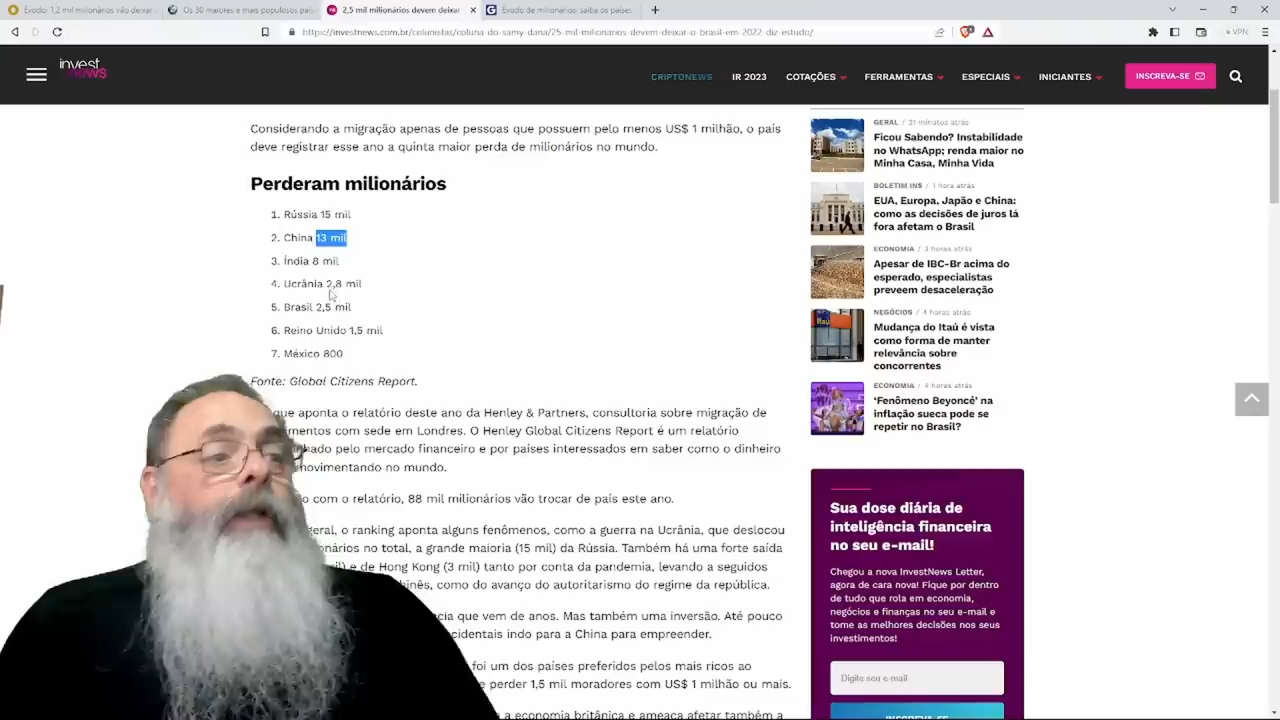 Êxodo: 1,2 mil milionários vão deixar
Os 30 maiores e mais populosos país
2,5 mil milionários devem deixar
Êxodo de milionários: saiba os países
https://investnews.com.br/colunistas/coluna-do-samy-dana/25-mil-milionarios-devem-deixar-o-brasil-em-2022-diz-estudo/
VPN
invest
news
CRIPTONEWS
IR 2023
COTAÇÕES
FERRAMENTAS
ESPECIAIS
INICIANTES
INSCREVA-SE
Considerando a migração apenas de pessoas que possuem pelo menos US$ 1 milhão, o país
deve registrar esse ano a quinta maior perda de milionários no mundo.
Perderam milionários
1. Rússia 15 mil
2. China 13 mil
3. Índia 8 mil
4. Ucrânia 2,8 mil
5. Brasil 2,5 mil
6. Reino Unido 1,5 mil
7. México 800
Fonte: Global Citizens Report.
que aponta o relatório deste ano da Henley & Partners, consultoria sobre migração de
imentos com sede em Londres. O Henley Global Citizens Report é um relatório
hado pelo mercado financeiro e por países interessados em saber como o dinheiro
movimentando no mundo.
o com o relatório, 88 mil milionários vão trocar de país este ano.
geral, o ranking aponta alguns fenômenos, como a guerra na Ucrânia, que deslocou
nários no total, a grande maioria (15 mil) da Rússia. Também há uma forte saída
il) e de Hong Kong (3 mil) tanto por conta da pandemia, levando a seguidos
hinês, como do avanço do autoritarismo do regime da república.
ncia que vem de anos. Mas também uma inversão. Até pouco
cidentais indo para a China para empreender.
foi um dos países preferidos pelos mais ricos ao
e perder 1,5 mil moradores com US$ 1 milhão ou mais.
a economia britânica e ameaça afetar também a
GERAL / 21 minutos atrás
Ficou Sabendo? Instabilidade
no WhatsApp; renda maior no
Minha Casa, Minha Vida
BOLETIM IN$ / 1 hora atrás
EUA, Europa, Japão e China:
como as decisões de juros lá
fora afetam o Brasil
ECONOMIA / 3 horas atrás
Apesar de IBC-Br acima do
esperado, especialistas
preveem desaceleração
NEGÓCIOS / 4 horas atrás
Mudança do Itaú é vista
como forma de manter
relevância sobre
concorrentes
ECONOMIA / 4 horas atrás
‘Fenômeno Beyoncé’ na
inflação sueca pode se
repetir no Brasil?
Sua dose diária de
inteligência financeira
no seu e-mail!
Chegou a nova InvestNews Letter,
agora de cara nova! Fique por dentro
de tudo que rola em economia,
negócios e finanças no seu e-mail e
tome as melhores decisões nos seus
investimentos!
Digite seu e-mail
INSCREVA-SE